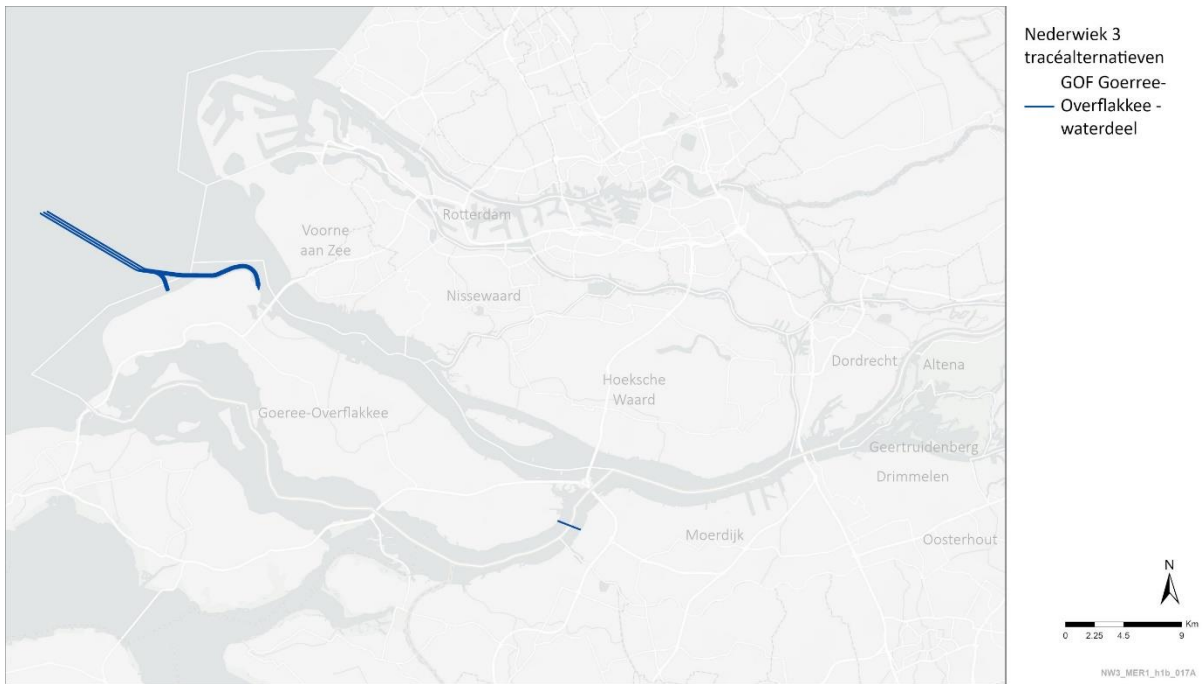 Nederwiek 3
tracéalternatieven
GOF Goerree-
Overflakkee -
waterdeel
Rotterdam
Voorne
aan Zee
Nissewaard
Dordrecht
Altena
Hoeksche
Waard
Goeree-Overflakkee
Geertruidenberg
Drimmelen
Moerdijk
Oosterhout
N
Km
0 2.25 4.5 9
NW3_MER1_h1b_017A